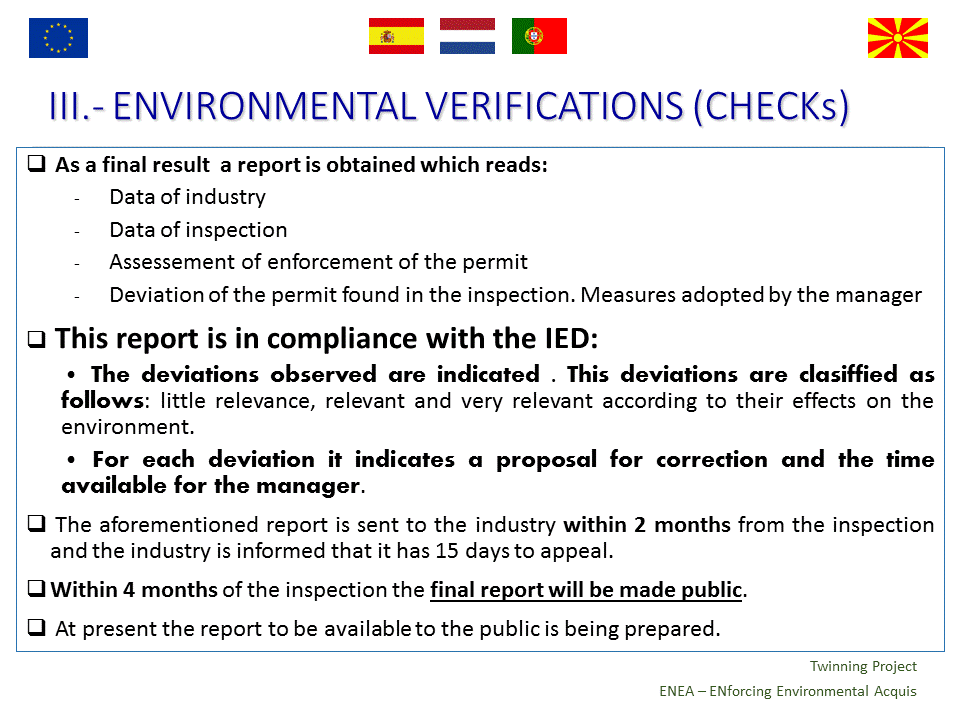 III.- ENVIRONMENTAL VERIFICATIONS (CHECKs)
❑ As a final result a report is obtained which reads:
- Data of industry
- Data of inspection
- Assessement of enforcement of the permit
- Deviation of the permit found in the inspection. Measures adopted by the manager
❑ This report is in compliance with the IED:
• The deviations observed are indicated . This deviations are clasiffied as
follows: little relevance, relevant and very relevant according to their effects on the
environment.
• For each deviation it indicates a proposal for correction and the time
available for the manager.
❑ The aforementioned report is sent to the industry within 2 months from the inspection
and the industry is informed that it has 15 days to appeal.
❑ Within 4 months of the inspection the final report will be made public.
❑ At present the report to be available to the public is being prepared.
Twinning Project
ENEA – ENforcing Environmental Acquis